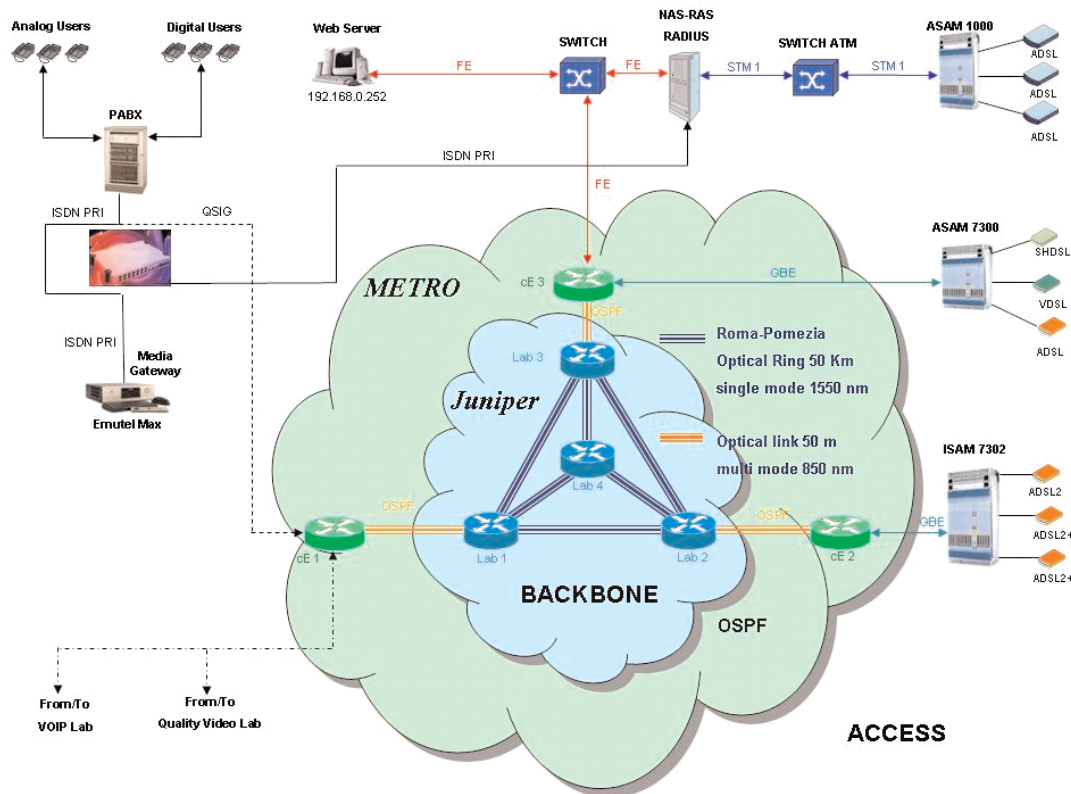 Analog Users
Digital Users
Web Server
192.168.0.252
FE
SWITCH
FE
NAS-RAS
RADIUS
STM 1
SWITCH ATM
STM 1
ASAM 1000
ADSL
ADSL
ADSL
PABX
ISDN PRI
FE
ISDN PRI
QSIG
METRO
cE 3
GBE
ASAM 7300
SHDSL
VDSL
ADSL
OSPF
Lab 3
Roma-Pomezia
Optical Ring 50 Km
single mode 1550 nm
ISDN PRI
Media
Gateway
Emutel Max
Juniper
Optical link 50 m
multi mode 850 nm
Lab 4
ISAM 7302
ADSL2
ADSL2+
ADSL2+
OSPF
OSPF
GBE
cE 1
Lab 1
Lab 2
cE 2
BACKBONE
OSPF
From/To
VOIP Lab
From/To
Quality Video Lab
ACCESS